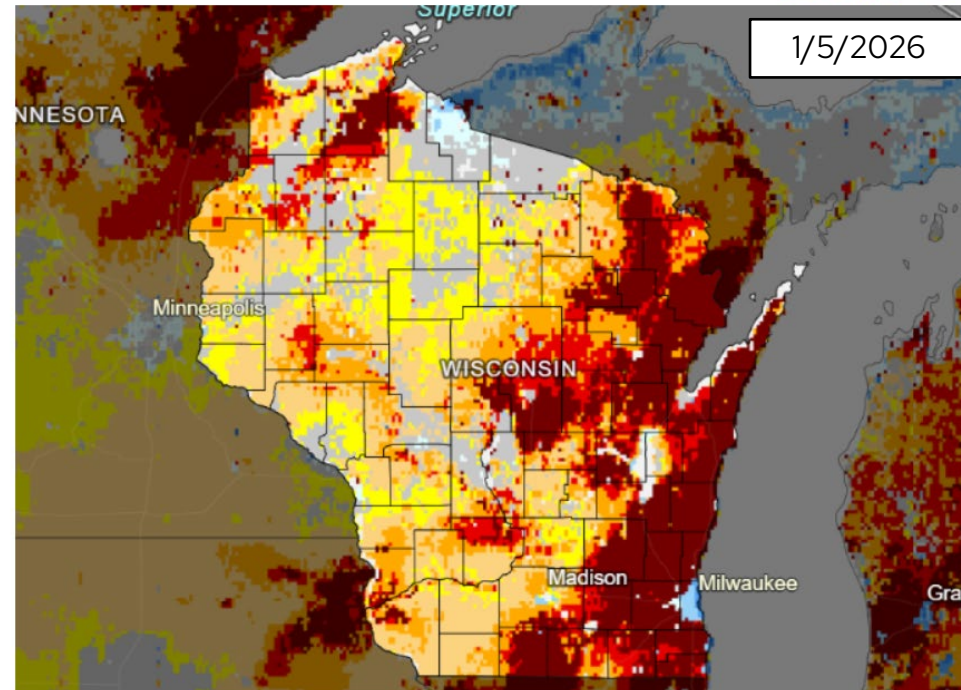 Superior
1/5/2026
NNESOTA
Minneapolis
WISCONSIN
Madison
Milwaukee
Gra